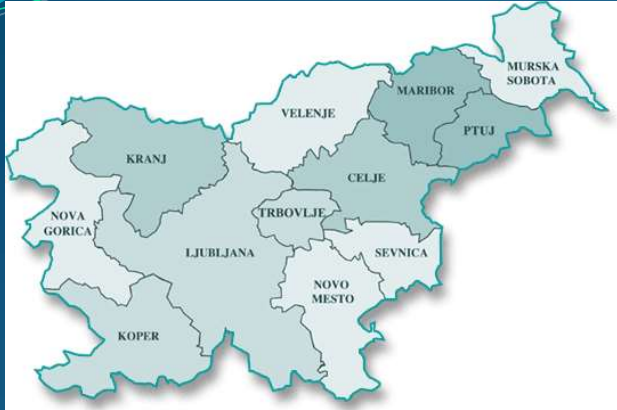 MURSKA
SOBOTA
MARIBOR
VELENJE
PTUJ
KRANJ
CELJE
TRBOVLJE
NOVA
GORICA
LJUBLJANA
SEVNICA
NOVO
MESTO
KOPER